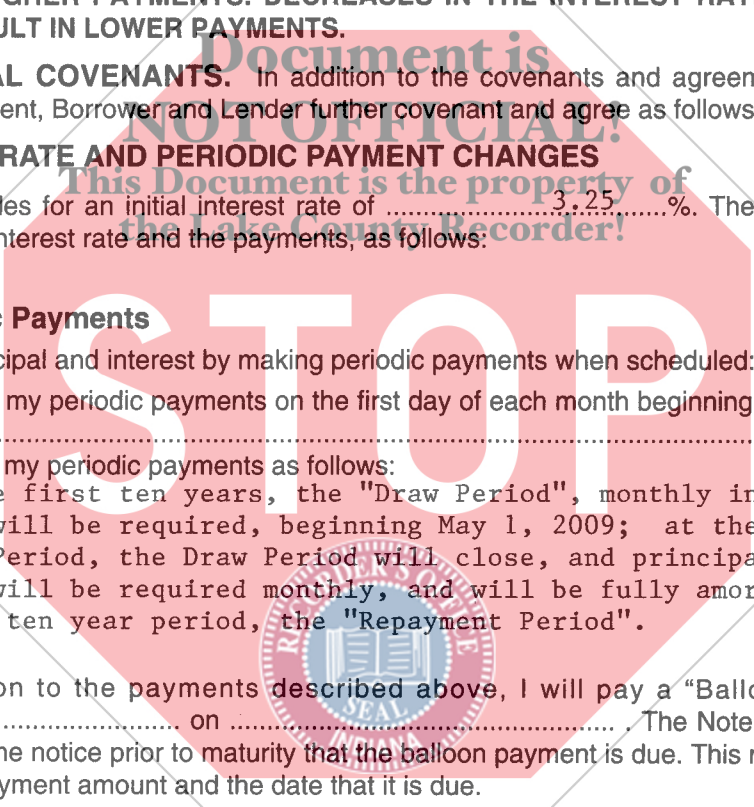 GHER PAYMENTS. DECREASES IN THE INTEREST RAT
ULT IN LOWER PAYMENTS.
Document is
AL COVENANTS. In addition to the covenants and agreem
ent, Borrower and Lender further covenant and agree as follows
NOT OFFICIAL!
RATE AND PERIODIC PAYMENT CHANGES
This Document is the property of
des for an initial interest rate of ........................3.25.......%. The
the Lake County Recorder!
nterest rate and the payments, as follows:
c Payments
STOP
cipal and interest by making periodic payments when scheduled:
my periodic payments on the first day of each month beginning
my periodic payments as follows:
e first ten years, the "Draw Period", monthly in
will be required, beginning May 1, 2009; at the
Period, the Draw Period will close, and principa
will be required monthly, and will be fully amor
ten year period, the "Repayment Period".
RECORDER'S OFFICE
SEAL
INDIANA
on to the payments described above, I will pay a “Ballo
........................ on ..................................................... . The Note
he notice prior to maturity that the balloon payment is due. This n
ayment amount and the date that it is due.